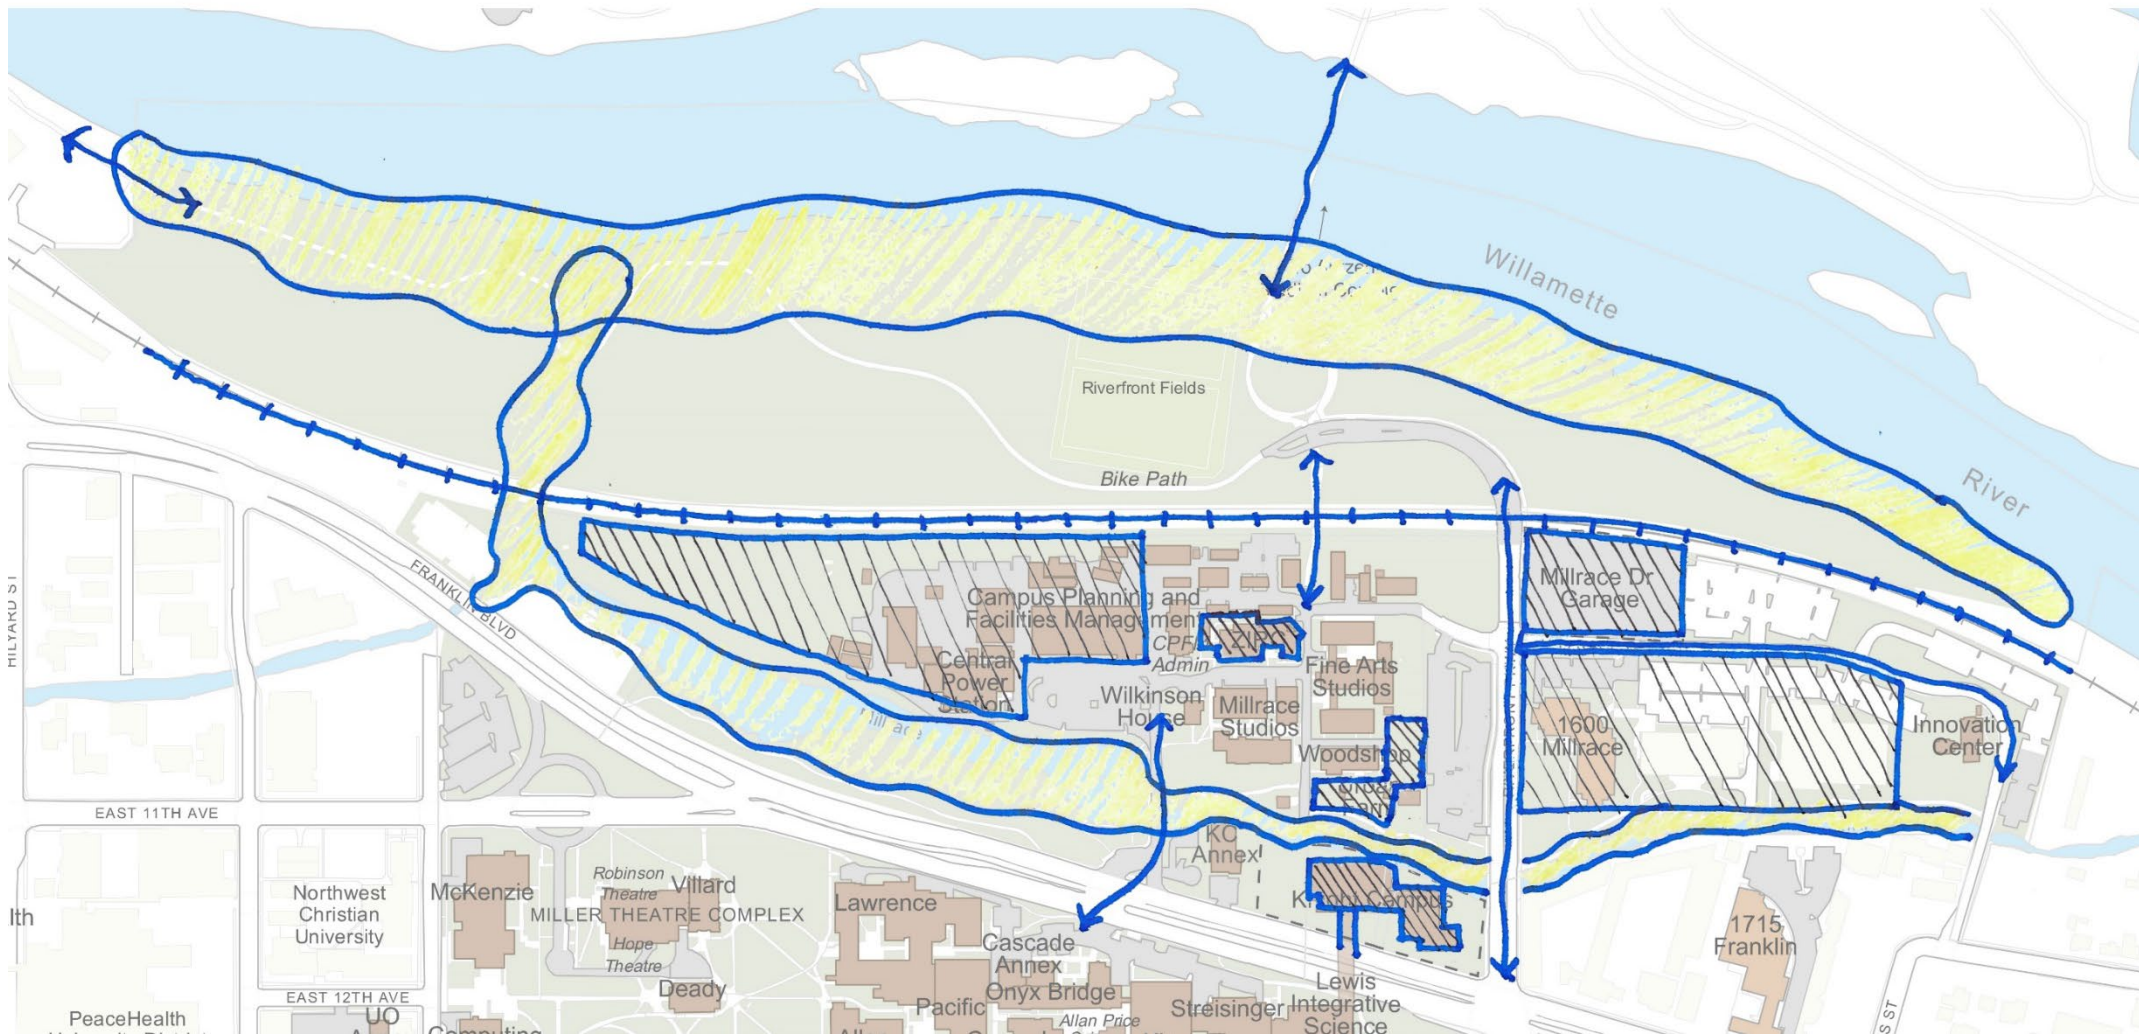 Willamette
River
Riverfront Fields
Bike Path
FRANKLIN BLVD
HILYARD ST
Campus Planning and
Facilities Management
CPFM
Admin
ZIRC
Central
Power
Station
Wilkinson
House
Millrace
Studios
Fine Arts
Studios
Woodshop
Millrace Dr
Garage
1600
Millrace
Innovation
Center
KC
Annex
Knight Campus
EAST 11TH AVE
Northwest
Christian
University
McKenzie
Robinson
Theatre
Villard
MILLER THEATRE COMPLEX
Hope
Theatre
Deady
Lawrence
Cascade
Annex
Onyx Bridge
Pacific
Allan Price
Streisinger
Lewis
Integrative
Science
1715
Franklin
EAST 12TH AVE
UO
PeaceHealth
Computing
lth
S ST